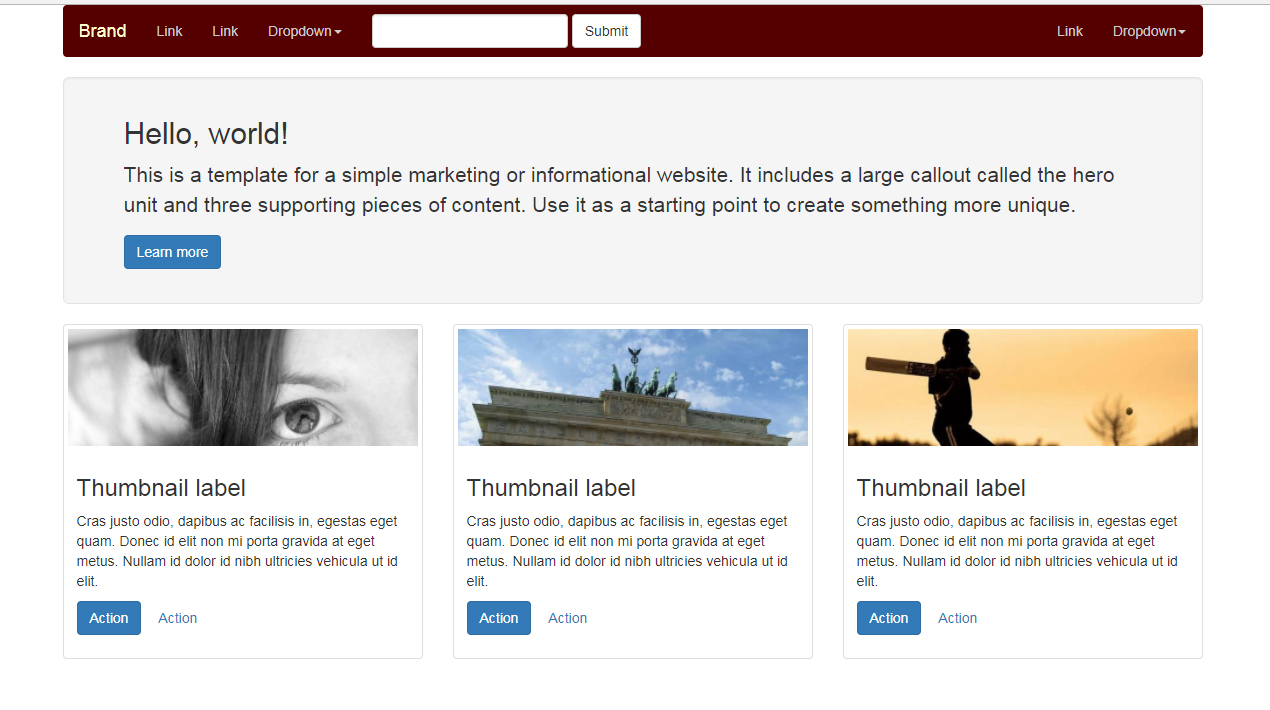 Brand Link Link Dropdown Submit Link Dropdown
Hello, world!
This is a template for a simple marketing or informational website. It includes a large callout called the hero
unit and three supporting pieces of content. Use it as a starting point to create something more unique.
Learn more
Thumbnail label
Cras justo odio, dapibus ac facilisis in, egestas eget
quam. Donec id elit non mi porta gravida at eget
metus. Nullam id dolor id nibh ultricies vehicula ut id
elit.
Action Action
Thumbnail label
Cras justo odio, dapibus ac facilisis in, egestas eget
quam. Donec id elit non mi porta gravida at eget
metus. Nullam id dolor id nibh ultricies vehicula ut id
elit.
Action Action
Thumbnail label
Cras justo odio, dapibus ac facilisis in, egestas eget
quam. Donec id elit non mi porta gravida at eget
metus. Nullam id dolor id nibh ultricies vehicula ut id
elit.
Action Action